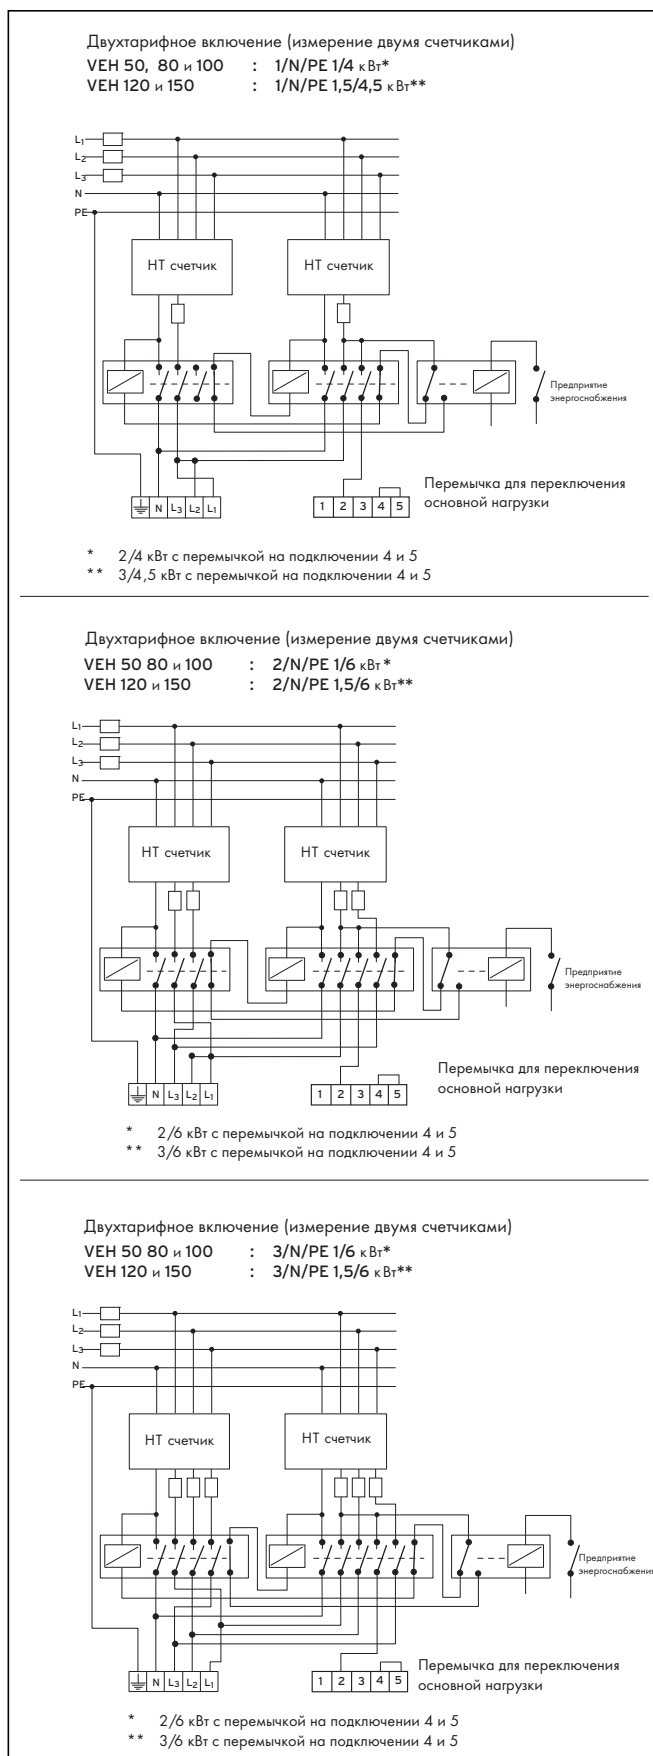 Двухтарифное включение (измерение двумя счетчиками)
VEH 50, 80 и 100 : 1/N/PE 1/4 кВт*
VEH 120 и 150 : 1/N/PE 1,5/4,5 кВт**
L1
L2
L3
N
PE
НТ счетчик НТ счетчик
Предприятие
энергоснабжения
N L3 L2 L1
1 2 3 4 5
Перемычка для переключения
основной нагрузки
* 2/4 кВт с перемычкой на подключении 4 и 5
** 3/4,5 кВт с перемычкой на подключении 4 и 5
Двухтарифное включение (измерение двумя счетчиками)
VEH 50 80 и 100 : 2/N/PE 1/6 кВт*
VEH 120 и 150 : 2/N/PE 1,5/6 кВт**
L1
L2
L3
N
PE
НТ счетчик НТ счетчик
Предприятие
энергоснабжения
N L3 L2 L1
1 2 3 4 5
Перемычка для переключения
основной нагрузки
* 2/6 кВт с перемычкой на подключении 4 и 5
** 3/6 кВт с перемычкой на подключении 4 и 5
Двухтарифное включение (измерение двумя счетчиками)
VEH 50 80 и 100 : 3/N/PE 1/6 кВт*
VEH 120 и 150 : 3/N/PE 1,5/6 кВт**
L1
L2
L3
N
PE
НТ счетчик НТ счетчик
Предприятие
энергоснабжения
N L3 L2 L1
1 2 3 4 5
Перемычка для переключения
основной нагрузки
* 2/6 кВт с перемычкой на подключении 4 и 5
** 3/6 кВт с перемычкой на подключении 4 и 5